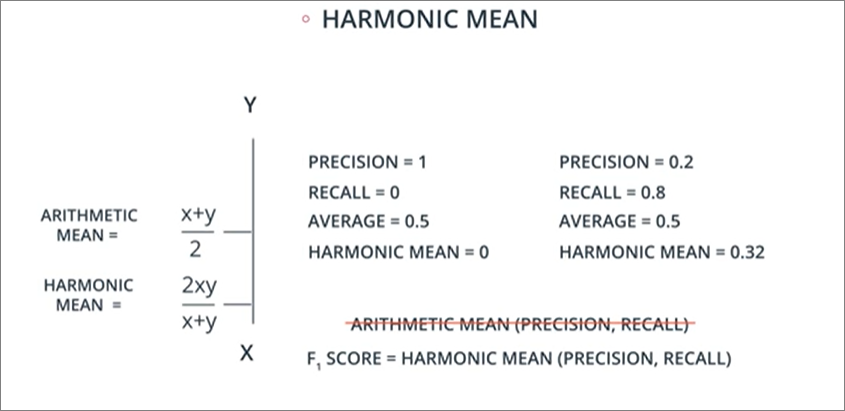 HARMONIC MEAN
Y
ARITHMETIC
MEAN =
x+y
2
HARMONIC
MEAN =
2xy
x+y
X
PRECISION = 1
RECALL = 0
AVERAGE = 0.5
HARMONIC MEAN = 0
PRECISION = 0.2
RECALL = 0.8
AVERAGE = 0.5
HARMONIC MEAN = 0.32
ARITHMETIC MEAN (PRECISION, RECALL)
F₁ SCORE = HARMONIC MEAN (PRECISION, RECALL)